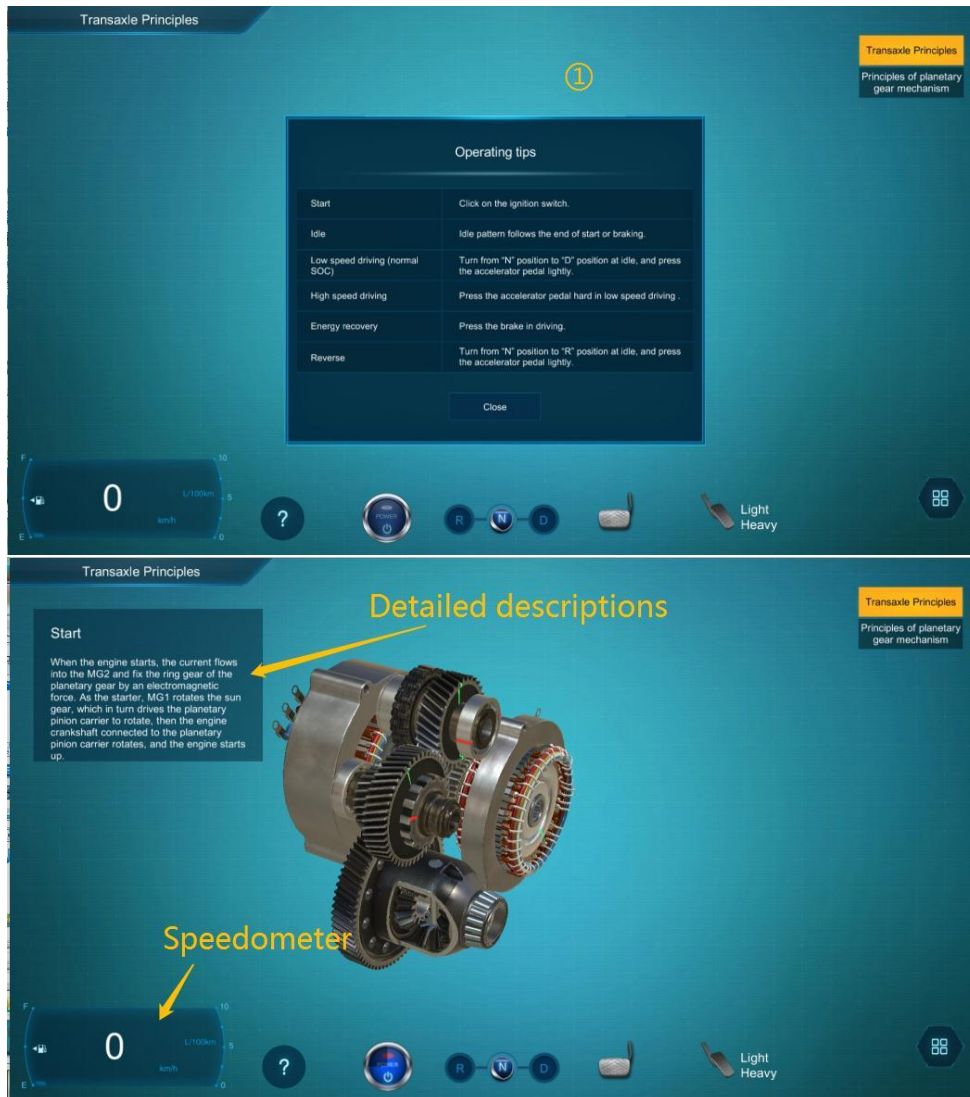 Transaxle Principles
Transaxle Principles
Principles of planetary
gear mechanism
①
Operating tips
Start
Click on the ignition switch.
Idle
Idle pattern follows the end of start or braking.
Low speed driving (normal
SOC)
Turn from “N” position to “D” position at idle, and press
the accelerator pedal lightly.
High speed driving
Press the accelerator pedal hard in low speed driving .
Energy recovery
Press the brake in driving.
Reverse
Turn from “N” position to “R” position at idle, and press
the accelerator pedal lightly.
Close
F
10
0
L/100km
5
km/h
E
0
?
POWER
R
N
D
Light
Heavy
Transaxle Principles
Transaxle Principles
Principles of planetary
gear mechanism
Detailed descriptions
Start
When the engine starts, the current flows
into the MG2 and fix the ring gear of the
planetary gear by an electromagnetic
force. As the starter, MG1 rotates the sun
gear, which in turn drives the planetary
pinion carrier to rotate, then the engine
crankshaft connected to the planetary
pinion carrier rotates, and the engine starts
up.
Speedometer
F
10
0
L/100km
5
km/h
E
0
?
POWER
R
N
D
Light
Heavy